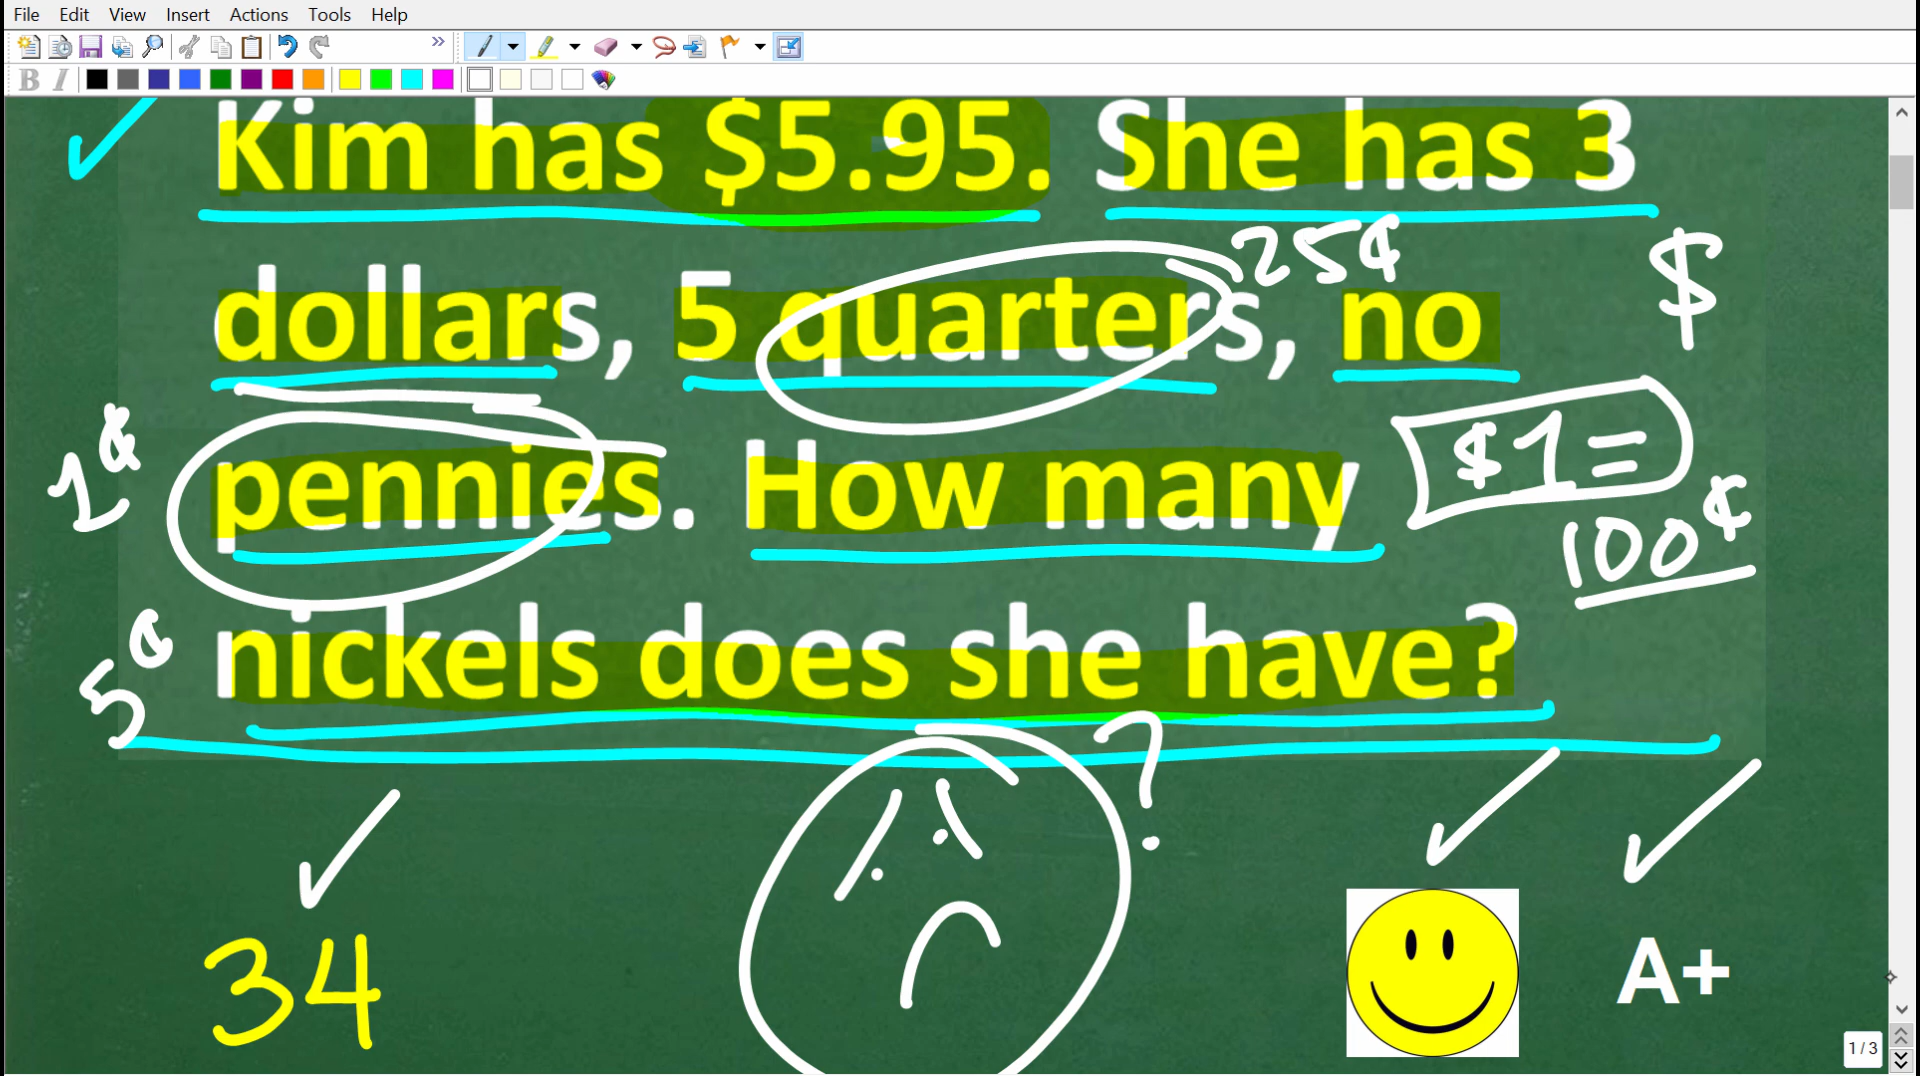 File Edit View Insert Actions Tools Help
B I
Kim has $5.95. She has 3
25¢
$
dollars, 5 quarters, no
1¢
$1 =
pennies. How many
100¢
5¢
nickels does she have?
?
34
A+
1 / 3